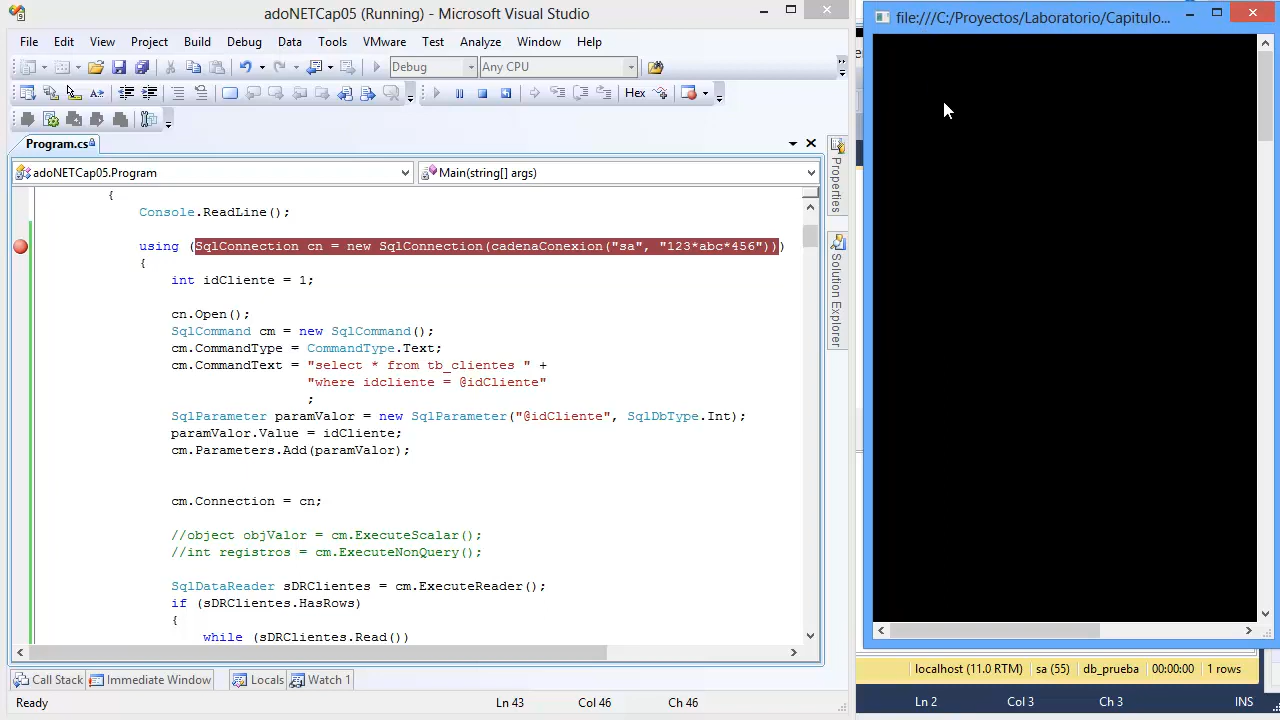 adoNETCap05 (Running) - Microsoft Visual Studio
File Edit View Project Build Debug Data Tools VMware Test Analyze Window Help
Debug Any CPU
Hex
Program.cs
adoNETCap05.Program Main(string[] args)
{
Console.ReadLine();
using (SqlConnection cn = new SqlConnection(cadenaConexion("sa", "123*abc*456")))
{
int idCliente = 1;
cn.Open();
SqlCommand cm = new SqlCommand();
cm.CommandType = CommandType.Text;
cm.CommandText = "select * from tb_clientes " +
"where idcliente = @idCliente"
;
SqlParameter paramValor = new SqlParameter("@idCliente", SqlDbType.Int);
paramValor.Value = idCliente;
cm.Parameters.Add(paramValor);
cm.Connection = cn;
//object objValor = cm.ExecuteScalar();
//int registros = cm.ExecuteNonQuery();
SqlDataReader sDRClientes = cm.ExecuteReader();
if (sDRClientes.HasRows)
{
while (sDRClientes.Read())
Properties
Solution Explorer
Call Stack Immediate Window Locals Watch 1
Ready Ln 43 Col 46 Ch 46
file:///C:/Proyectos/Laboratorio/Capitulo...
localhost (11.0 RTM) sa (55) db_prueba 00:00:00 1 rows
Ln 2 Col 3 Ch 3 INS